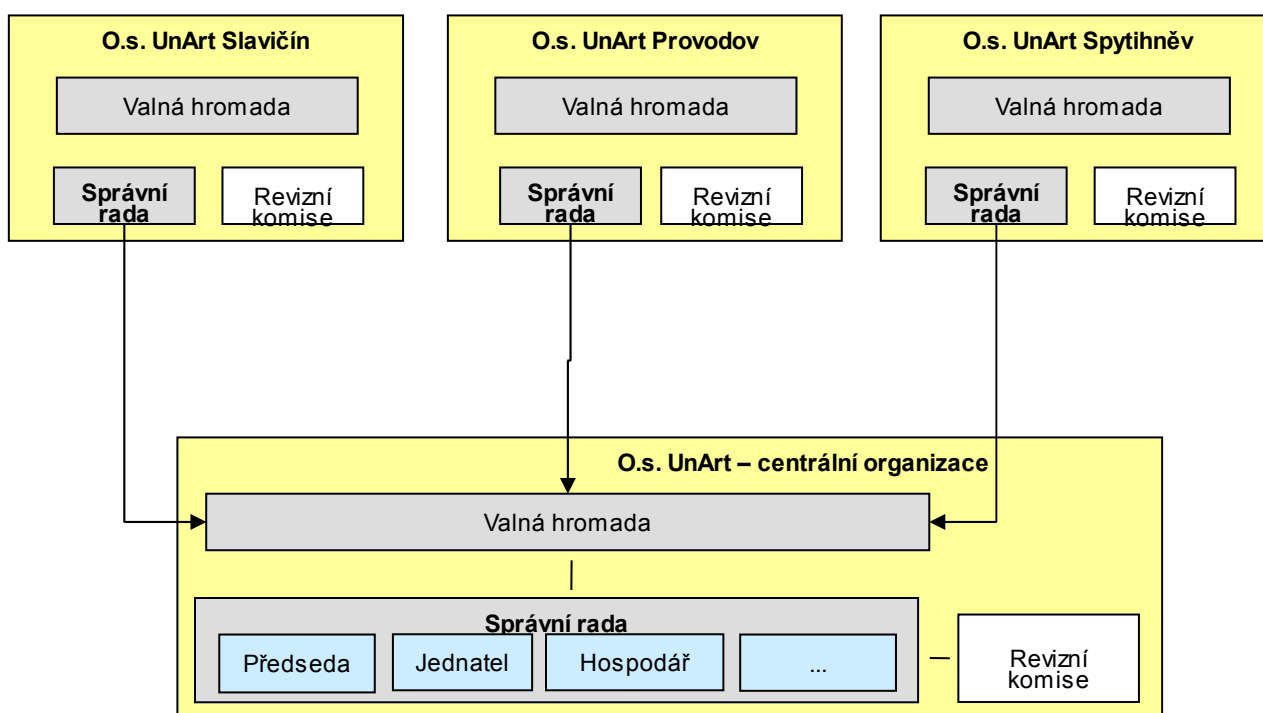 O.s. UnArt Slavičín
Valná hromada
Správní
rada
Revizní
komise
O.s. UnArt Provodov
Valná hromada
Správní
rada
Revizní
komise
O.s. UnArt Spytihněv
Valná hromada
Správní
rada
Revizní
komise
O.s. UnArt – centrální organizace
Valná hromada
Správní rada
Předseda
Jednatel
Hospodář
...
Revizní
komise